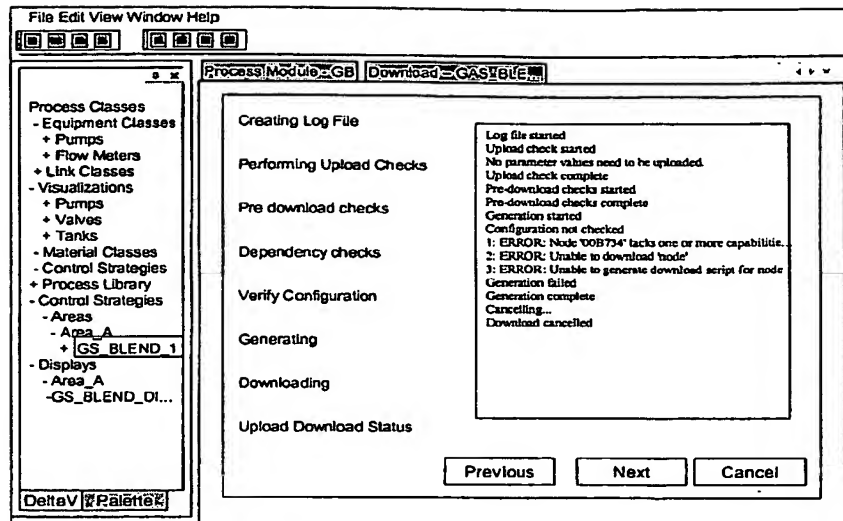 File Edit View Window Help
Process Module - GB
Download - GAS BLE...
Process Classes
- Equipment Classes
+ Pumps
+ Flow Meters
+ Link Classes
- Visualizations
+ Pumps
+ Valves
+ Tanks
- Material Classes
- Control Strategies
+ Process Library
- Control Strategies
- Areas
- Area_A
+ GS_BLEND_1
- Displays
- Area_A
-GS_BLEND_DI...
DeltaV
Palette
Creating Log File
Performing Upload Checks
Pre download checks
Dependency checks
Verify Configuration
Generating
Downloading
Upload Download Status
Log file started
Upload check started
No parameter values need to be uploaded.
Upload check complete
Pre-download checks started
Pre-download checks complete
Generation started
Configuration not checked
1: ERROR: Node '00B734' lacks one or more capabilitie...
2: ERROR: Unable to download 'node'
3: ERROR: Unable to generate download script for node
Generation failed
Generation complete
Cancelling...
Download cancelled
Previous
Next
Cancel